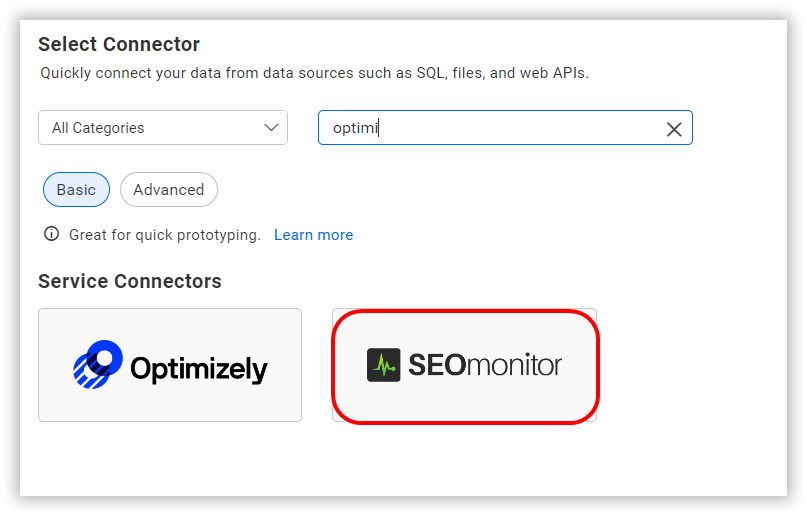 Select Connector
Quickly connect your data from data sources such as SQL, files, and web APIs.
All Categories
optimi
Basic
Advanced
Great for quick prototyping. Learn more
Service Connectors
Optimizely
SEOmonitor